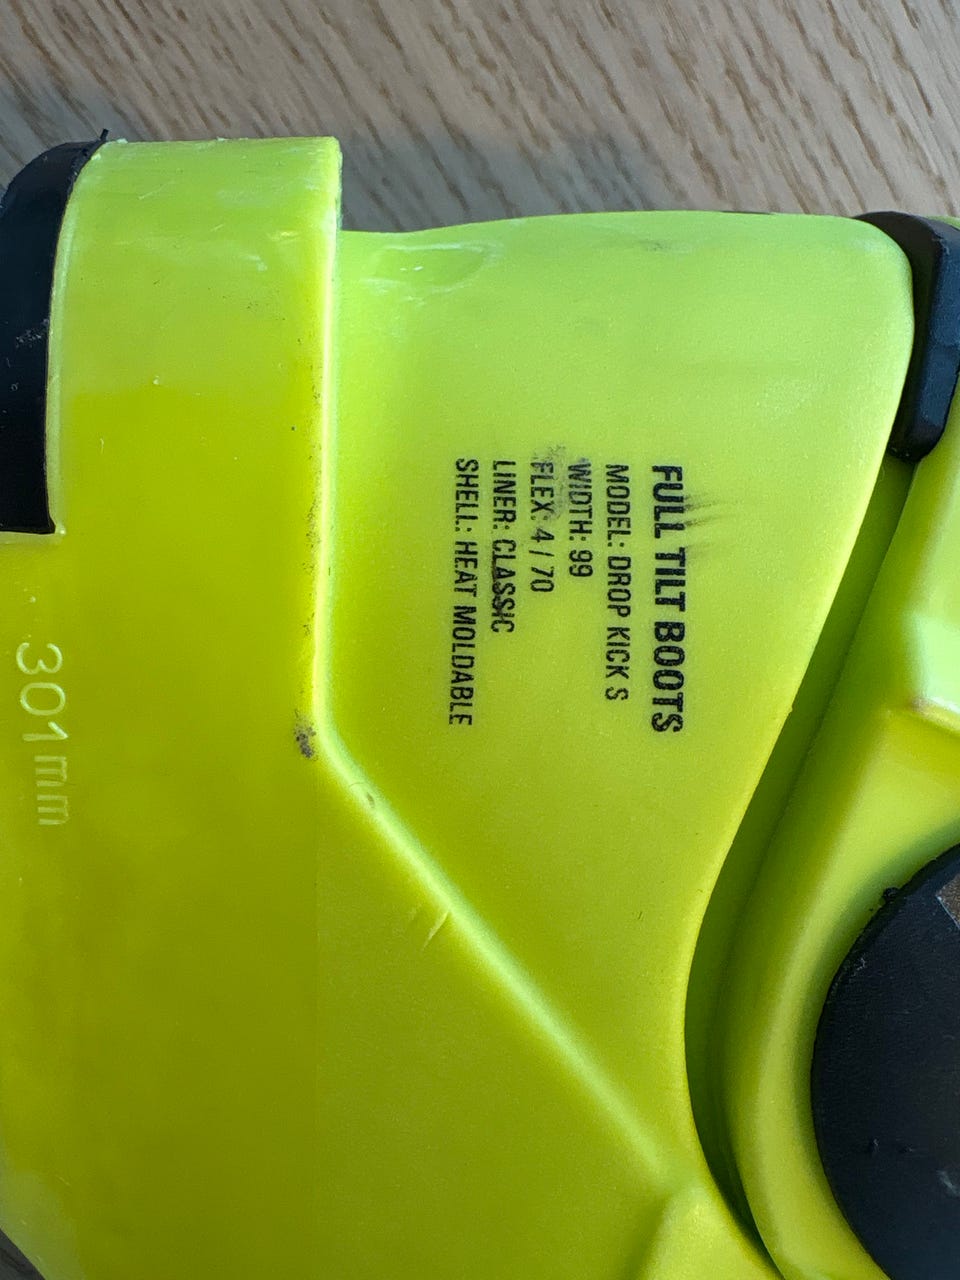 FULL TILT BOOTS
MODEL: DROP KICK S
WIDTH: 99
FLEX: 4 / 70
LINER: CLASSIC
SHELL: HEAT MOLDABLE
301mm